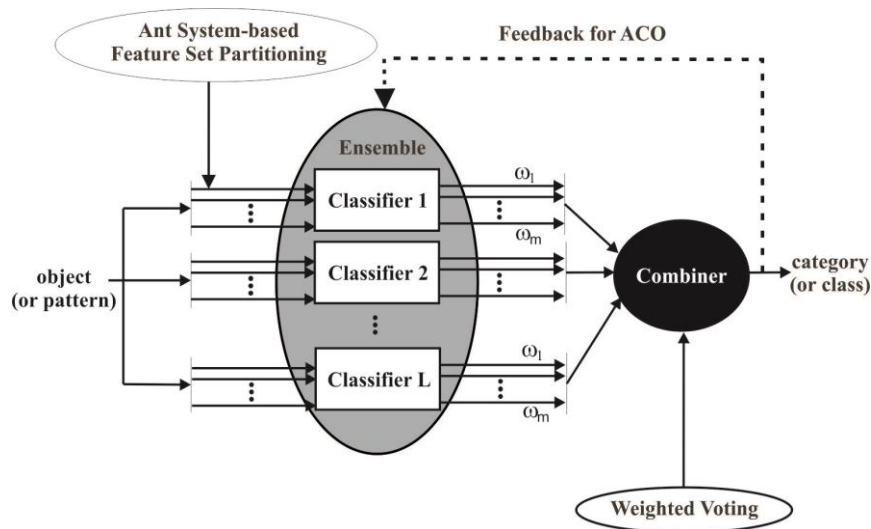 Ant System-based
Feature Set Partitioning
Feedback for ACO
Ensemble
Classifier 1
ω1
ωm
Classifier 2
object
(or pattern)
Combiner
category
(or class)
Classifier L
ω1
ωm
Weighted Voting